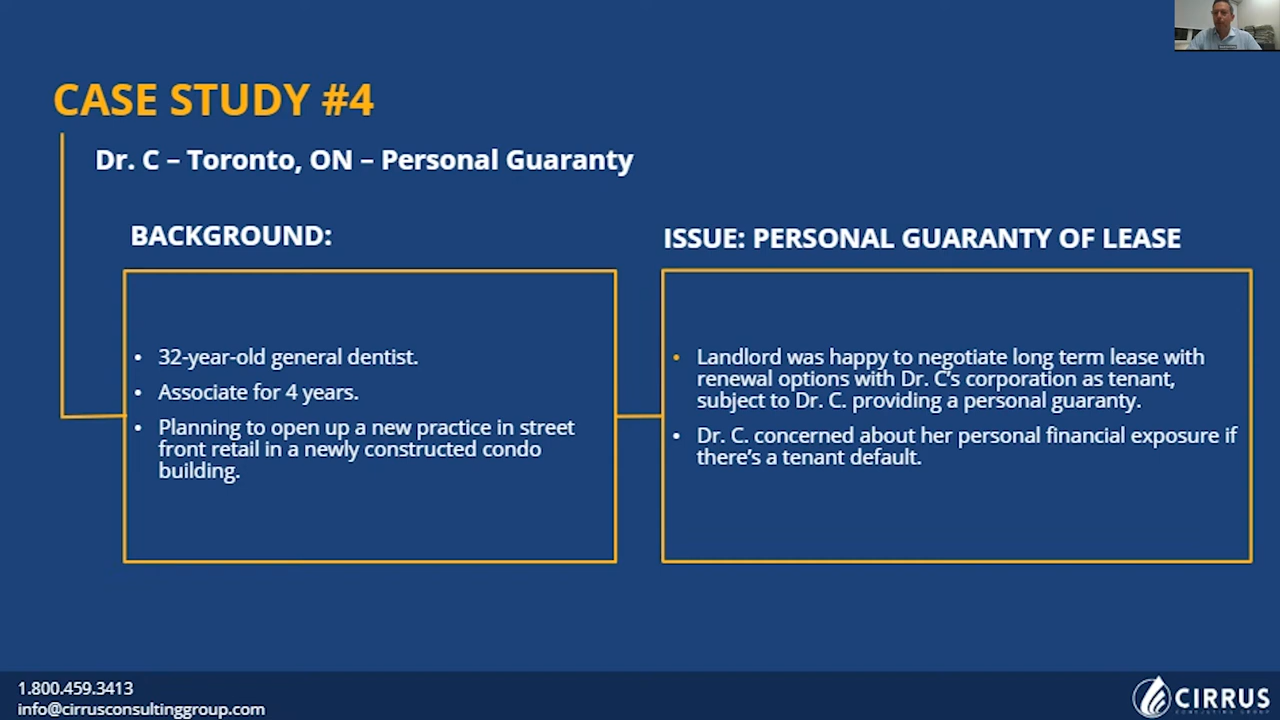 CASE STUDY #4
Dr. C – Toronto, ON – Personal Guaranty
BACKGROUND:
• 32-year-old general dentist.
• Associate for 4 years.
• Planning to open up a new practice in street
front retail in a newly constructed condo
building.
ISSUE: PERSONAL GUARANTY OF LEASE
• Landlord was happy to negotiate long term lease with
renewal options with Dr. C’s corporation as tenant,
subject to Dr. C. providing a personal guaranty.
• Dr. C. concerned about her personal financial exposure if
there’s a tenant default.
1.800.459.3413
info@cirrusconsultinggroup.com
CIRRUS
CONSULTING GROUP